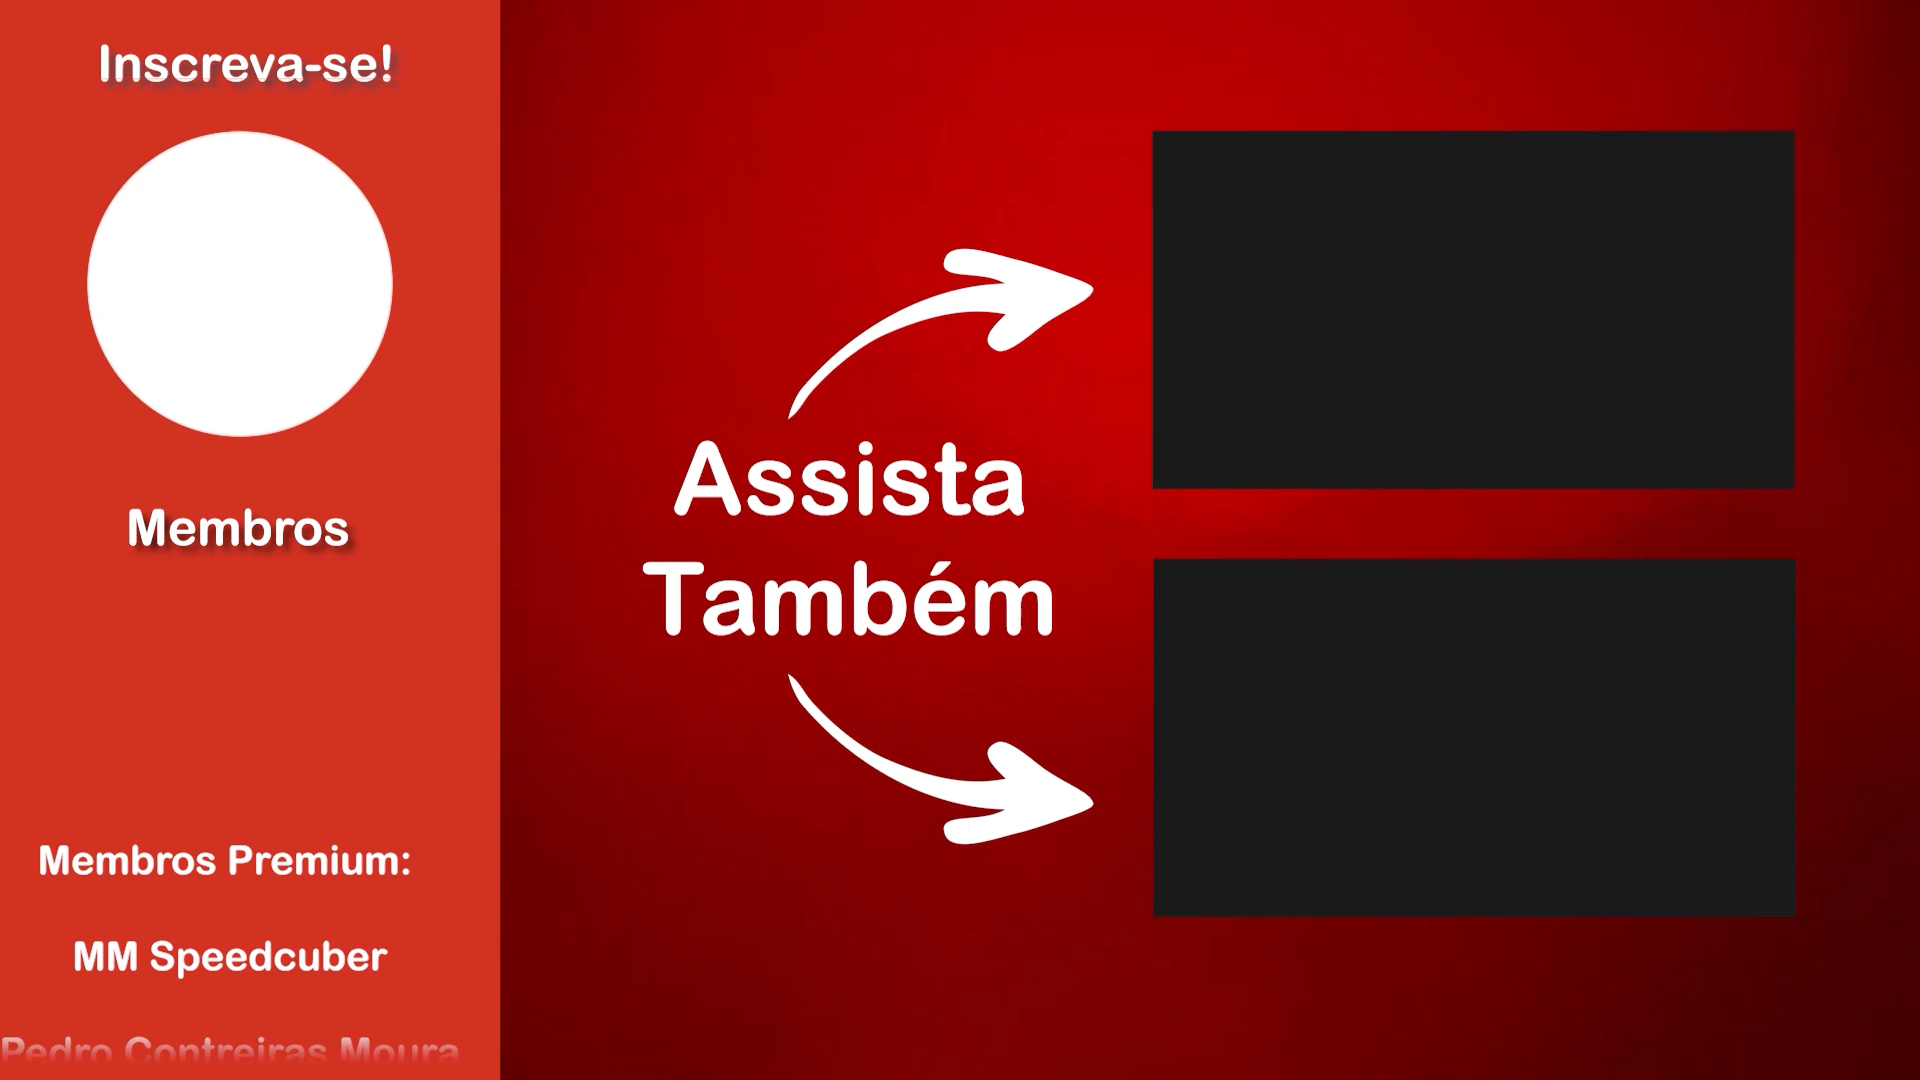 Inscreva-se!
Membros
Membros Premium:
MM Speedcuber
Pedro Contreiras Moura
Assista
Também